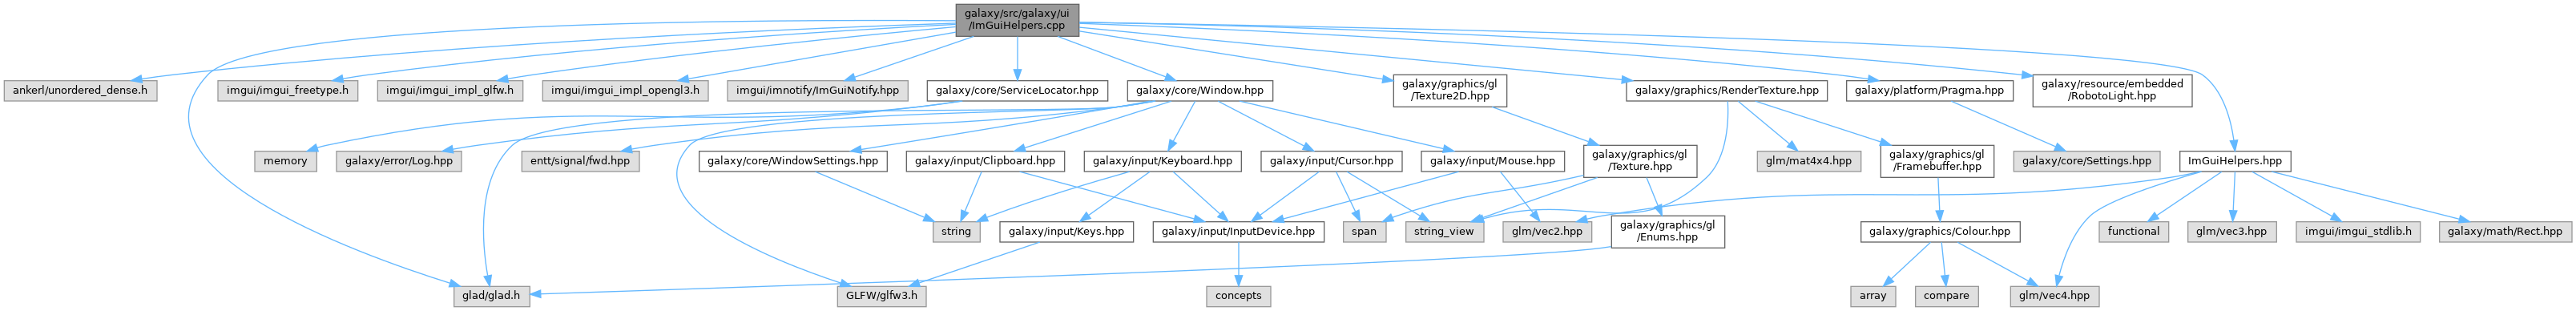 galaxy/src/galaxy/ui
/ImGuiHelpers.cpp
ankerl/unordered_dense.h
imgui/imgui_freetype.h
imgui/imgui_impl_glfw.h
imgui/imgui_impl_opengl3.h
imgui/imnotify/ImGuiNotify.hpp
galaxy/core/ServiceLocator.hpp
galaxy/core/Window.hpp
galaxy/graphics/gl
/Texture2D.hpp
galaxy/graphics/RenderTexture.hpp
galaxy/platform/Pragma.hpp
galaxy/resource/embedded
/RobotoLight.hpp
memory
galaxy/error/Log.hpp
entt/signal/fwd.hpp
galaxy/core/WindowSettings.hpp
galaxy/input/Clipboard.hpp
galaxy/input/Keyboard.hpp
galaxy/input/Cursor.hpp
galaxy/input/Mouse.hpp
galaxy/graphics/gl
/Texture.hpp
glm/mat4x4.hpp
galaxy/graphics/gl
/Framebuffer.hpp
galaxy/core/Settings.hpp
ImGuiHelpers.hpp
string
galaxy/input/Keys.hpp
galaxy/input/InputDevice.hpp
span
string_view
glm/vec2.hpp
galaxy/graphics/gl
/Enums.hpp
galaxy/graphics/Colour.hpp
functional
glm/vec3.hpp
imgui/imgui_stdlib.h
galaxy/math/Rect.hpp
glad/glad.h
GLFW/glfw3.h
concepts
array
compare
glm/vec4.hpp